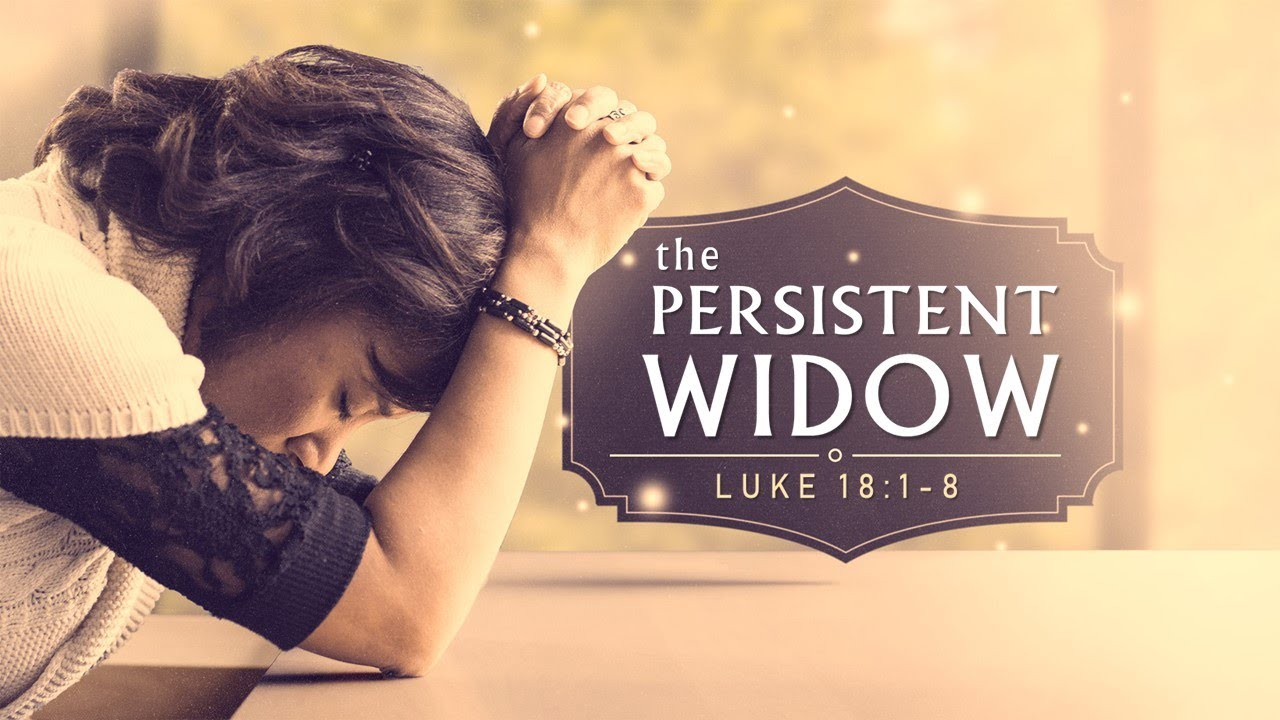 the
PERSISTENT
WIDOW
LUKE 18:1-8